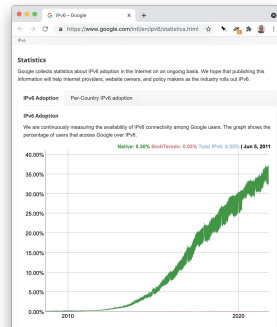 IPv6 – Google
https://www.google.com/intl/en/ipv6/statistics.html
IPv6
Statistics
Google collects statistics about IPv6 adoption in the Internet on an ongoing basis. We hope that publishing this
information will help Internet providers, website owners, and policy makers as the industry rolls out IPv6.
IPv6 Adoption
Per-Country IPv6 adoption
IPv6 Adoption
We are continuously measuring the availability of IPv6 connectivity among Google users. The graph shows the
percentage of users that access Google over IPv6.
Native: 0.30% 6to4/Teredo: 0.05% Total IPv6: 0.35% | Jun 5, 2011
40.00%
35.00%
30.00%
25.00%
20.00%
15.00%
10.00%
5.00%
0.00%
2010
2020